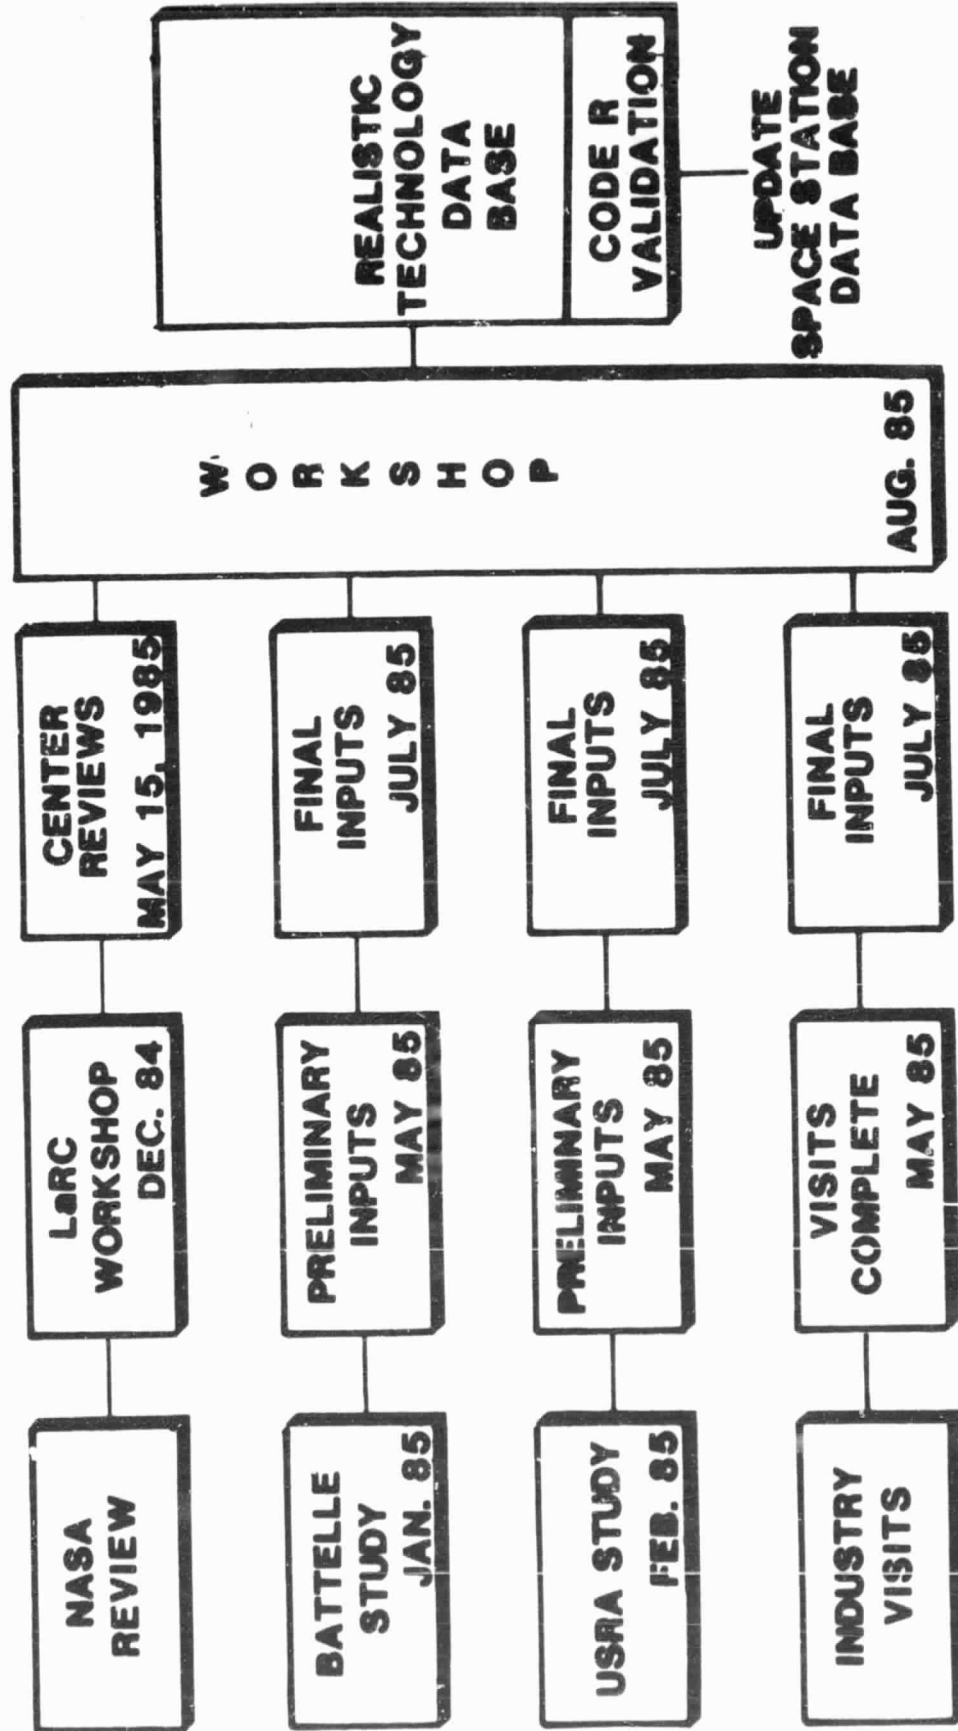 NASA
REVIEW
LaRC
WORKSHOP
DEC. 84
CENTER
REVIEWS
MAY 15, 1985
BATTELLE
STUDY
JAN. 85
PRELIMINARY
INPUTS
MAY 85
FINAL
INPUTS
JULY 85
USRA STUDY
FEB. 85
PRELIMINARY
INPUTS
MAY 85
FINAL
INPUTS
JULY 85
INDUSTRY
VISITS
VISITS
COMPLETE
MAY 85
FINAL
INPUTS
JULY 85
W
O
R
K
S
H
O
P
AUG. 85
REALISTIC
TECHNOLOGY
DATA
BASE
CODE R
VALIDATION
UPDATE
SPACE STATION
DATA BASE